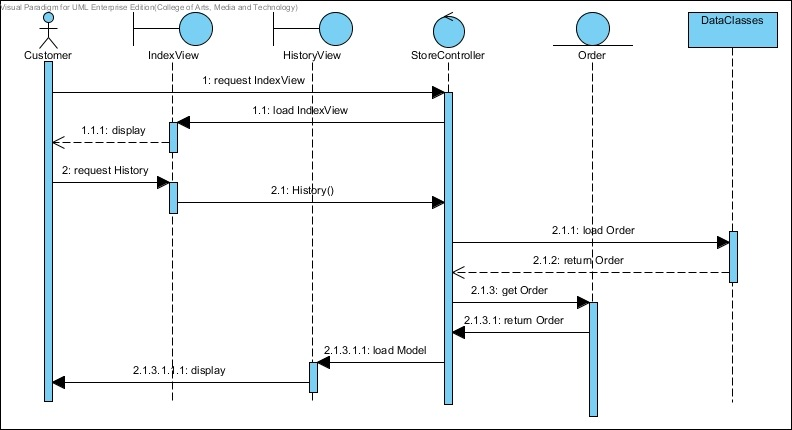 Visual Paradigm for UML Enterprise Edition(College of Arts, Media and Technology)
DataClasses
Customer IndexView HistoryView StoreController Order
1: request IndexView
1.1: load IndexView
1.1.1: display
2: request History
2.1: History()
2.1.1: load Order
2.1.2: return Order
2.1.3: get Order
2.1.3.1: return Order
2.1.3.1.1: load Model
2.1.3.1.1.1: display